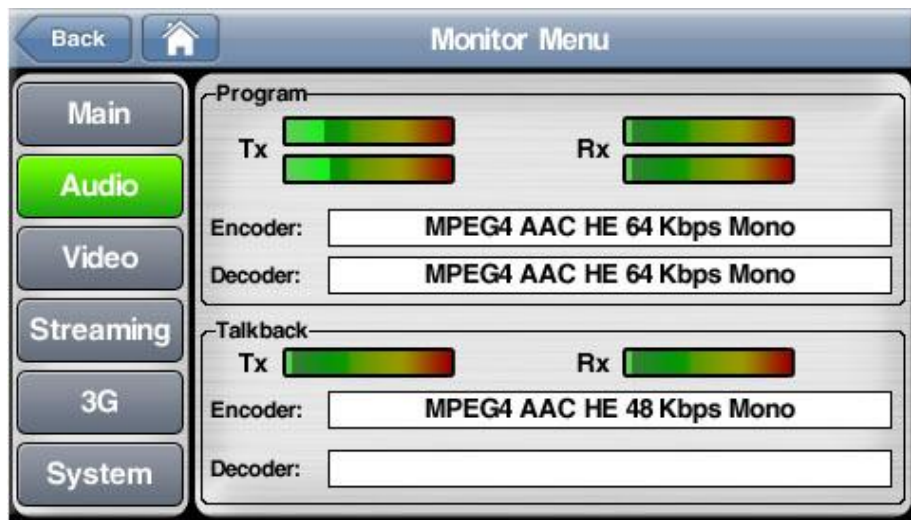 Back
Monitor Menu
Main
Audio
Video
Streaming
3G
System
Program
Tx
Rx
Encoder: MPEG4 AAC HE 64 Kbps Mono
Decoder: MPEG4 AAC HE 64 Kbps Mono
Talkback
Tx
Rx
Encoder: MPEG4 AAC HE 48 Kbps Mono
Decoder: